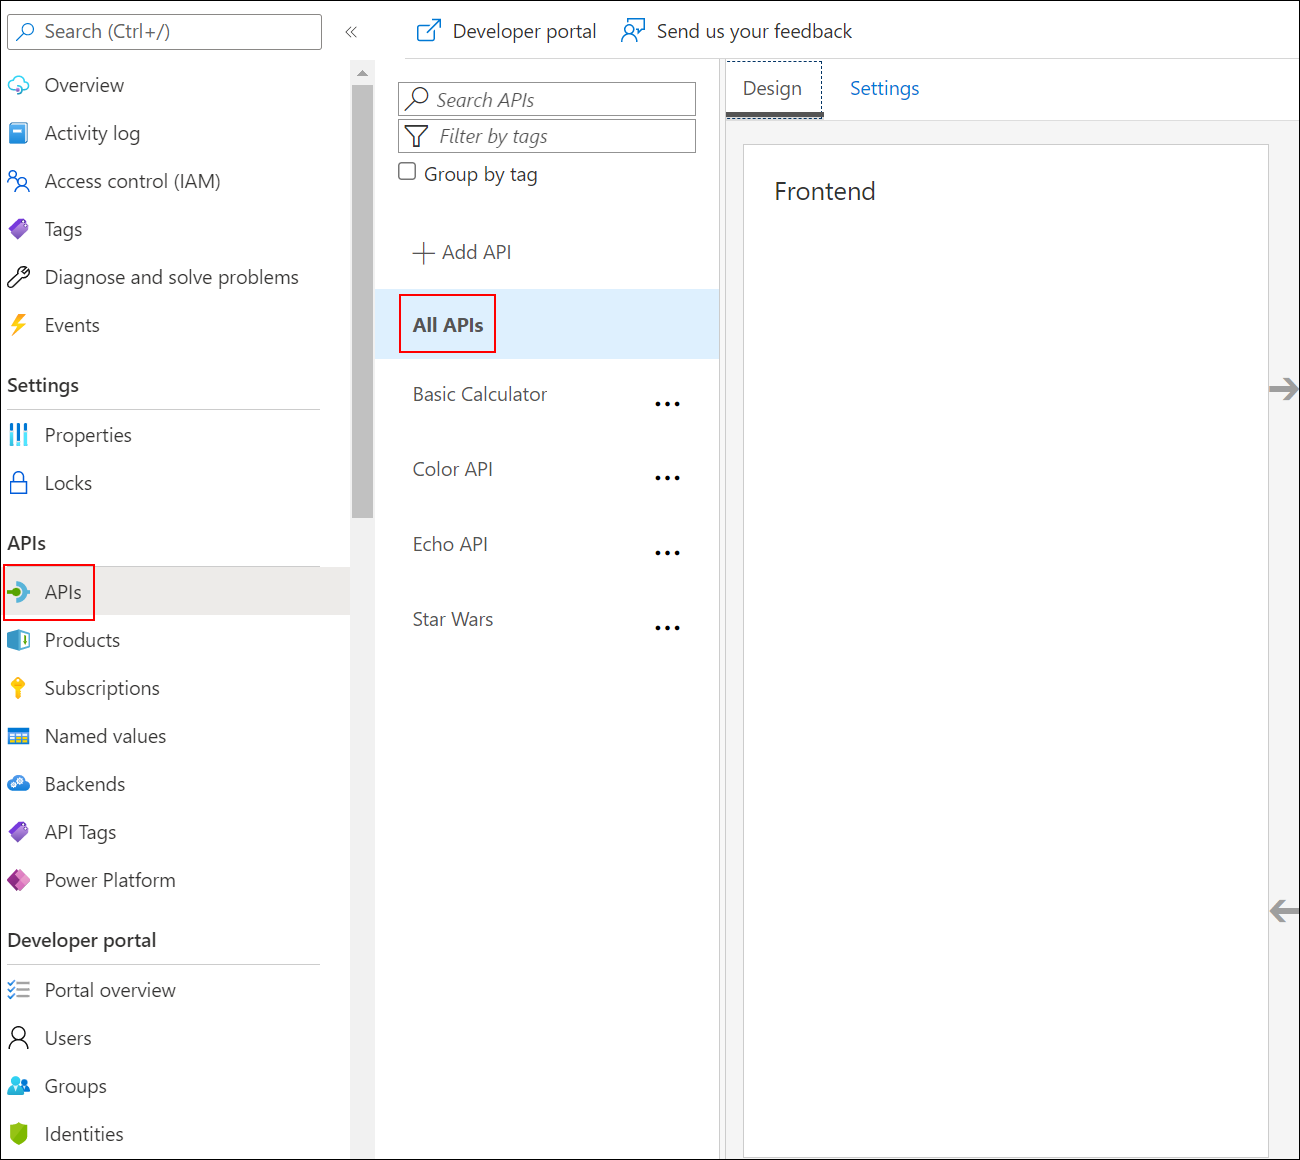 Search (Ctrl+/)
«
Overview
Activity log
Access control (IAM)
Tags
Diagnose and solve problems
Events
Settings
Properties
Locks
APIs
APIs
Products
Subscriptions
Named values
Backends
API Tags
Power Platform
Developer portal
Portal overview
Users
Groups
Identities
Developer portal
Send us your feedback
Search APIs
Filter by tags
Group by tag
Add API
All APIs
Basic Calculator
Color API
Echo API
Star Wars
Design
Settings
Frontend